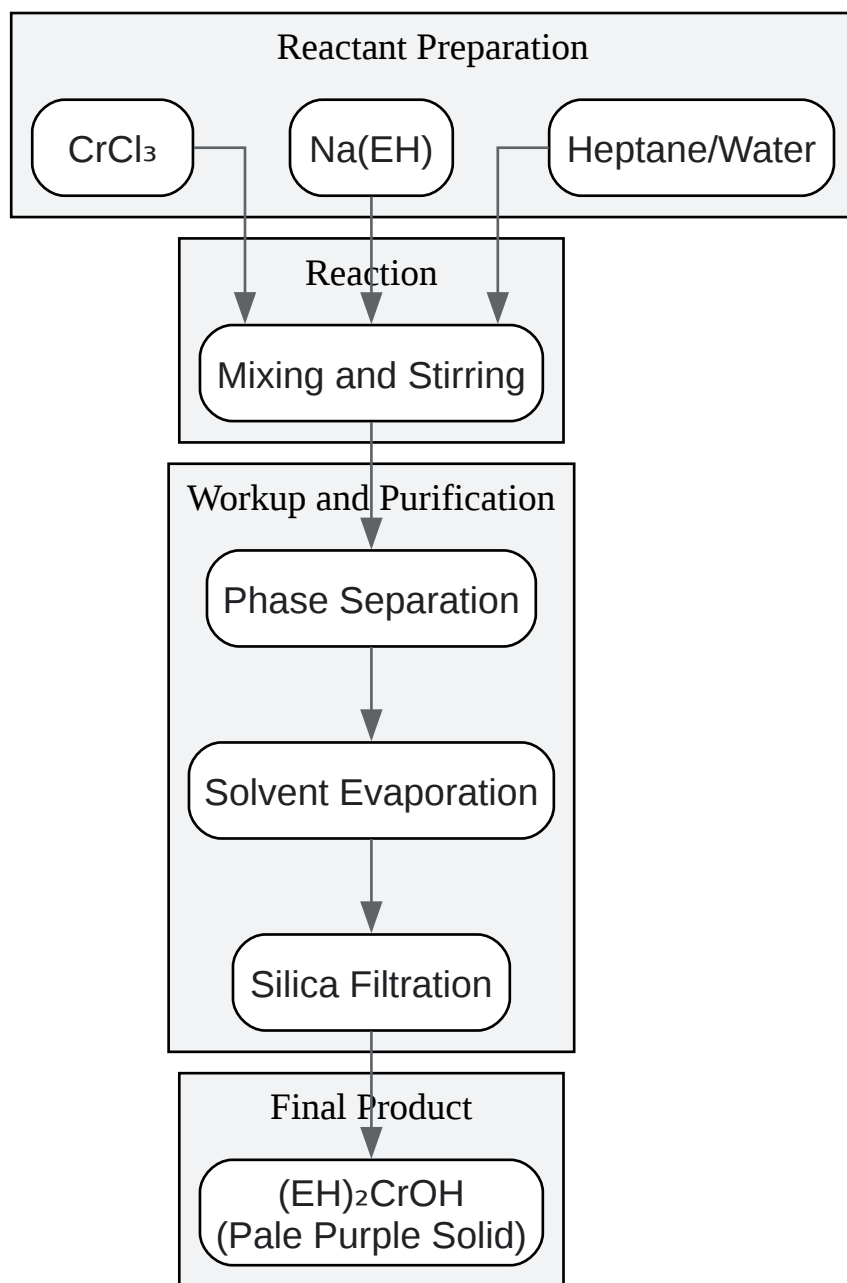 Reactant Preparation
CrCl₃
Na(EH)
Heptane/Water
Reaction
Mixing and Stirring
Workup and Purification
Phase Separation
Solvent Evaporation
Silica Filtration
Final Product
(EH)₂CrOH
(Pale Purple Solid)